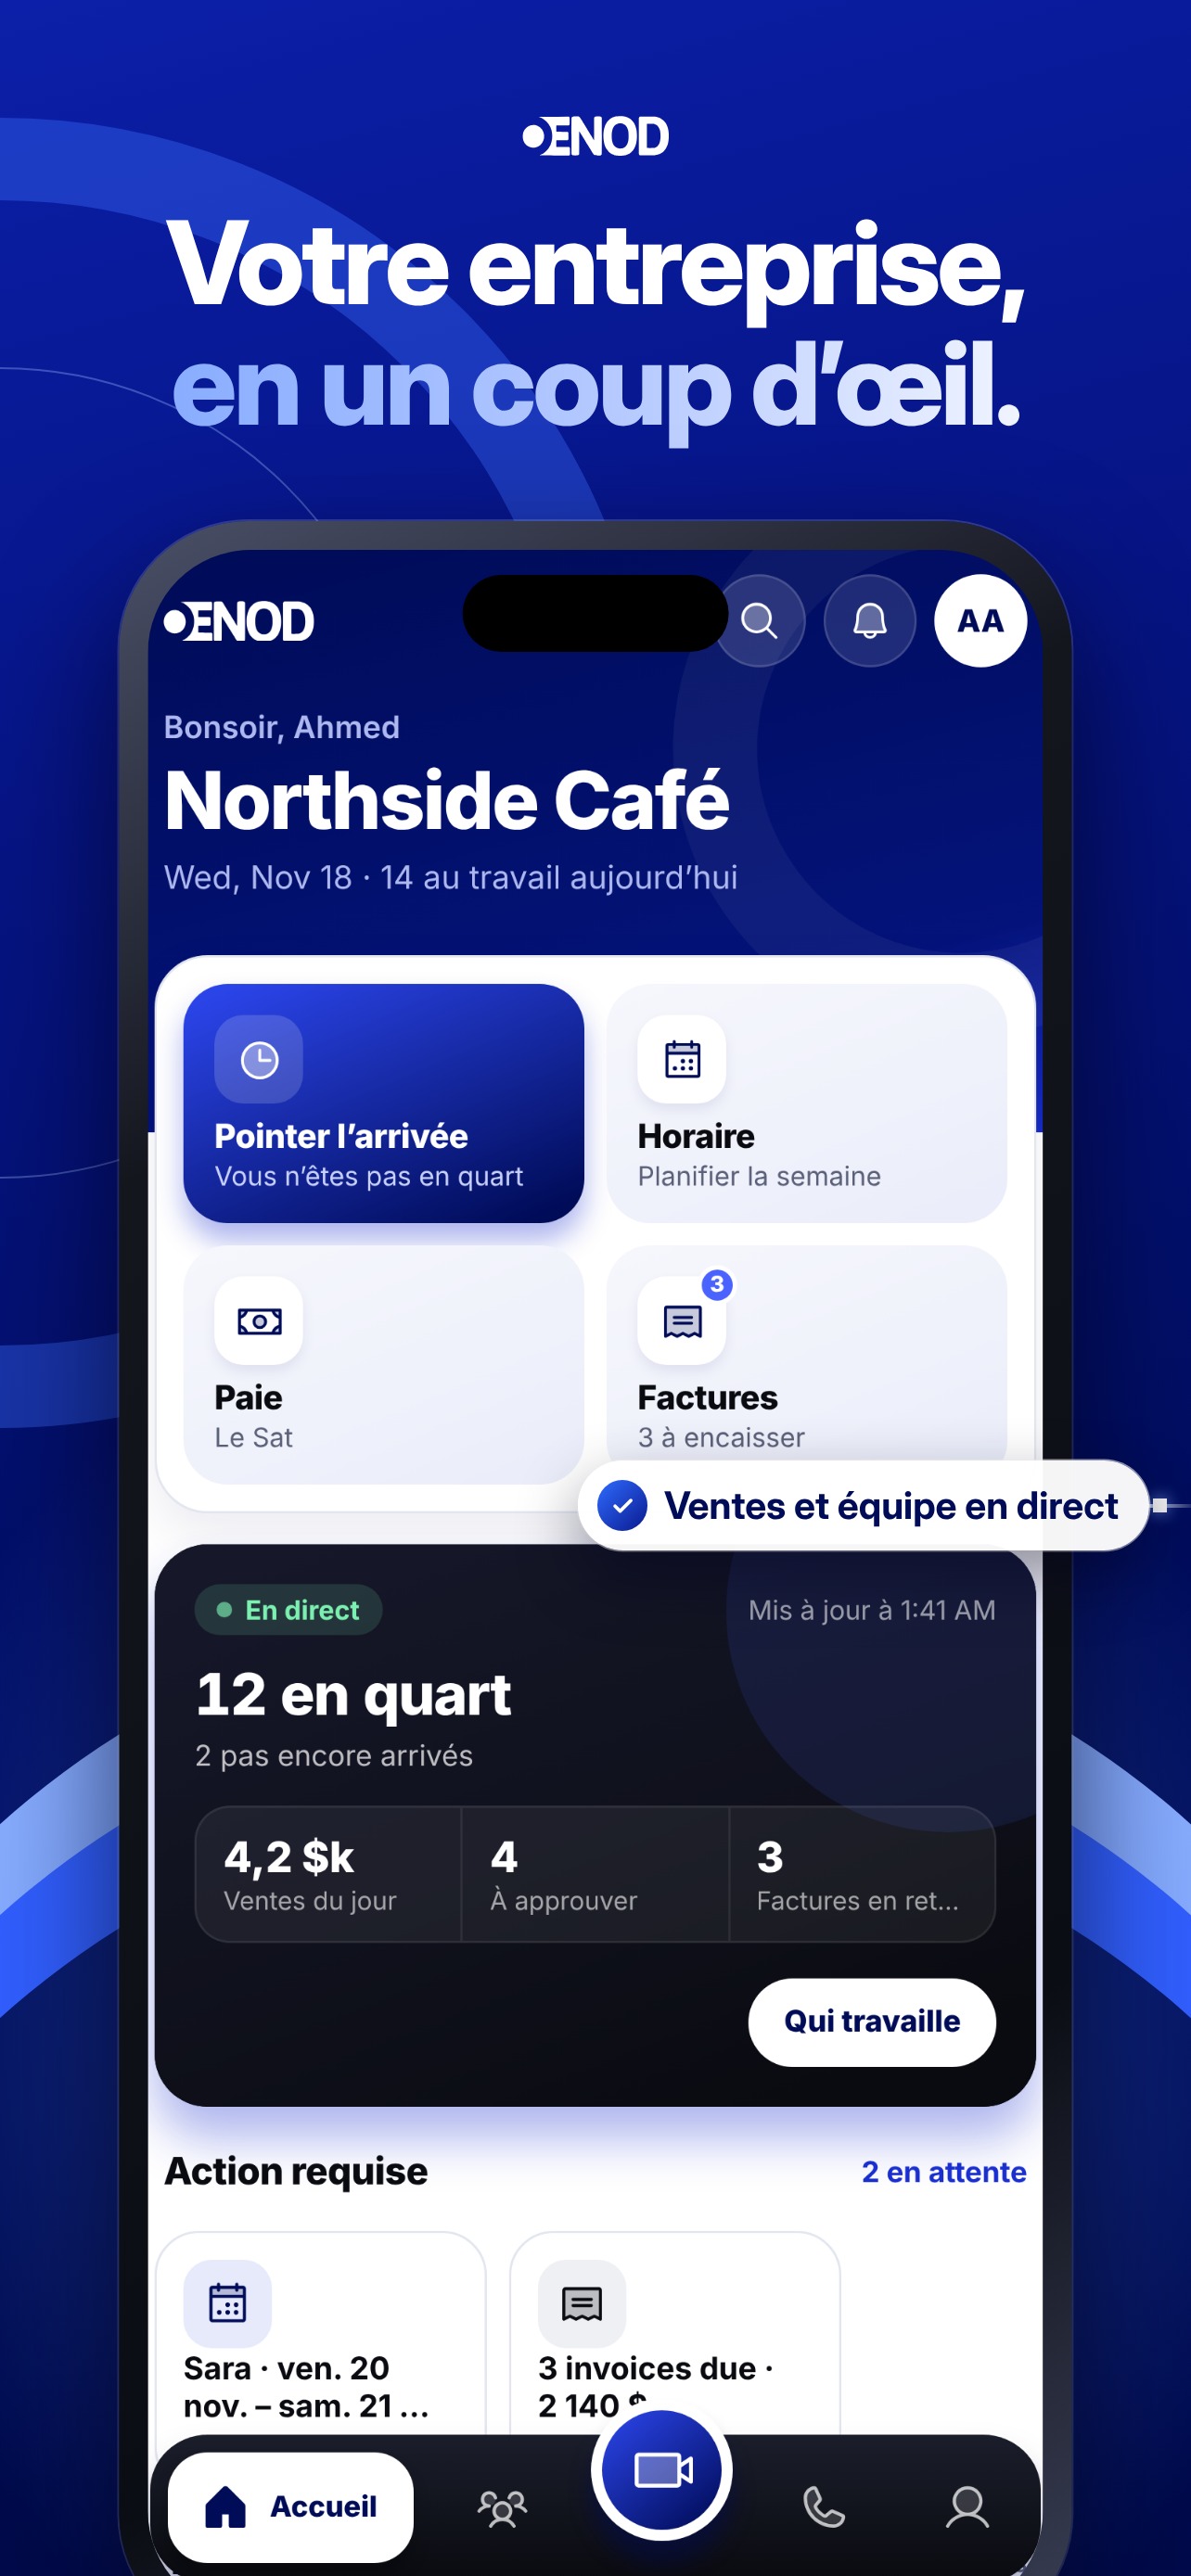 ENOD
Votre entreprise,
en un coup d’œil.
ENOD
AA
Bonsoir, Ahmed
Northside Café
Wed, Nov 18 · 14 au travail aujourd’hui
Pointer l’arrivée
Vous n’êtes pas en quart
Horaire
Planifier la semaine
3
Paie
Le Sat
Factures
3 à encaisser
Ventes et équipe en direct
En direct
Mis à jour à 1:41 AM
12 en quart
2 pas encore arrivés
4,2 $k
Ventes du jour
4
À approuver
3
Factures en ret...
Qui travaille
Action requise
2 en attente
Sara · ven. 20
nov. – sam. 21 ...
3 invoices due ·
2 140 $
Accueil